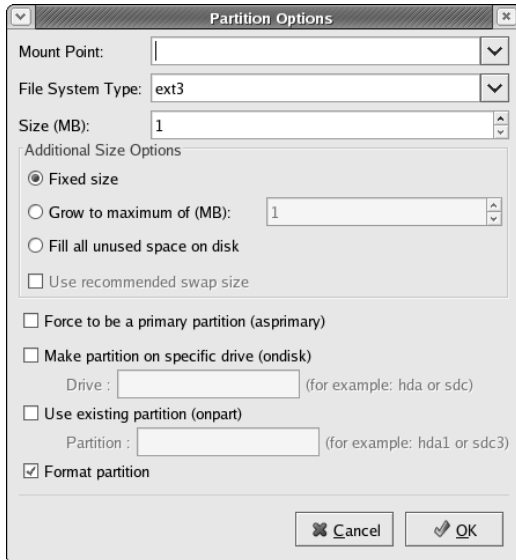 Partition Options
Mount Point:
File System Type: ext3
Size (MB): 1
Additional Size Options
Fixed size
Grow to maximum of (MB): 1
Fill all unused space on disk
Use recommended swap size
Force to be a primary partition (asprimary)
Make partition on specific drive (ondisk)
Drive : (for example: hda or sdc)
Use existing partition (onpart)
Partition : (for example: hda1 or sdc3)
Format partition
Cancel OK